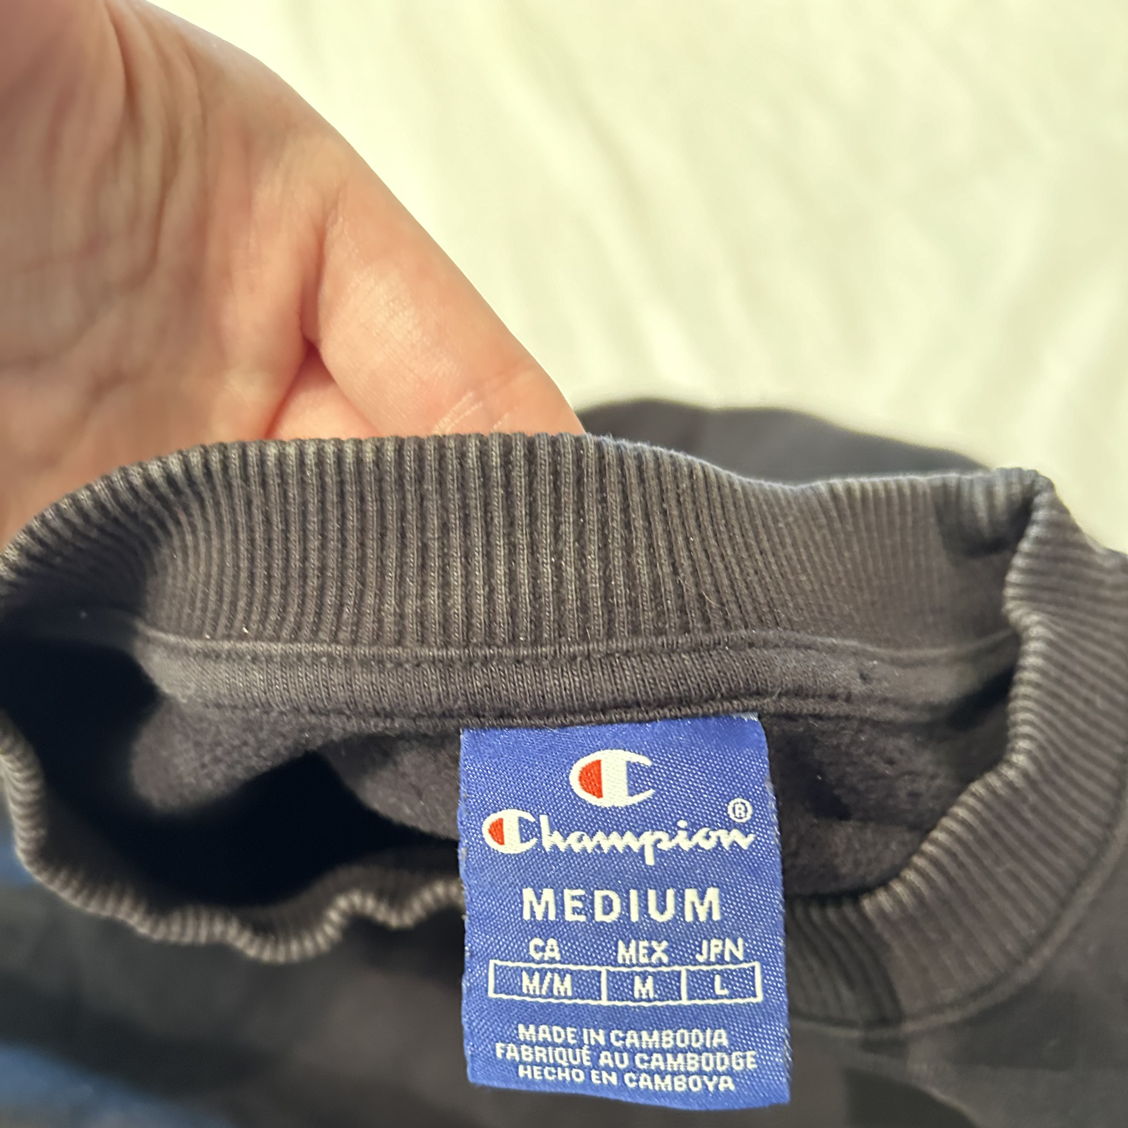 Champion®
MEDIUM
CA MEX JPN
M/M M. L
MADE IN CAMBODIA
FABRIQUÉ AU CAMBODGE
HECHO EN CAMBOYA